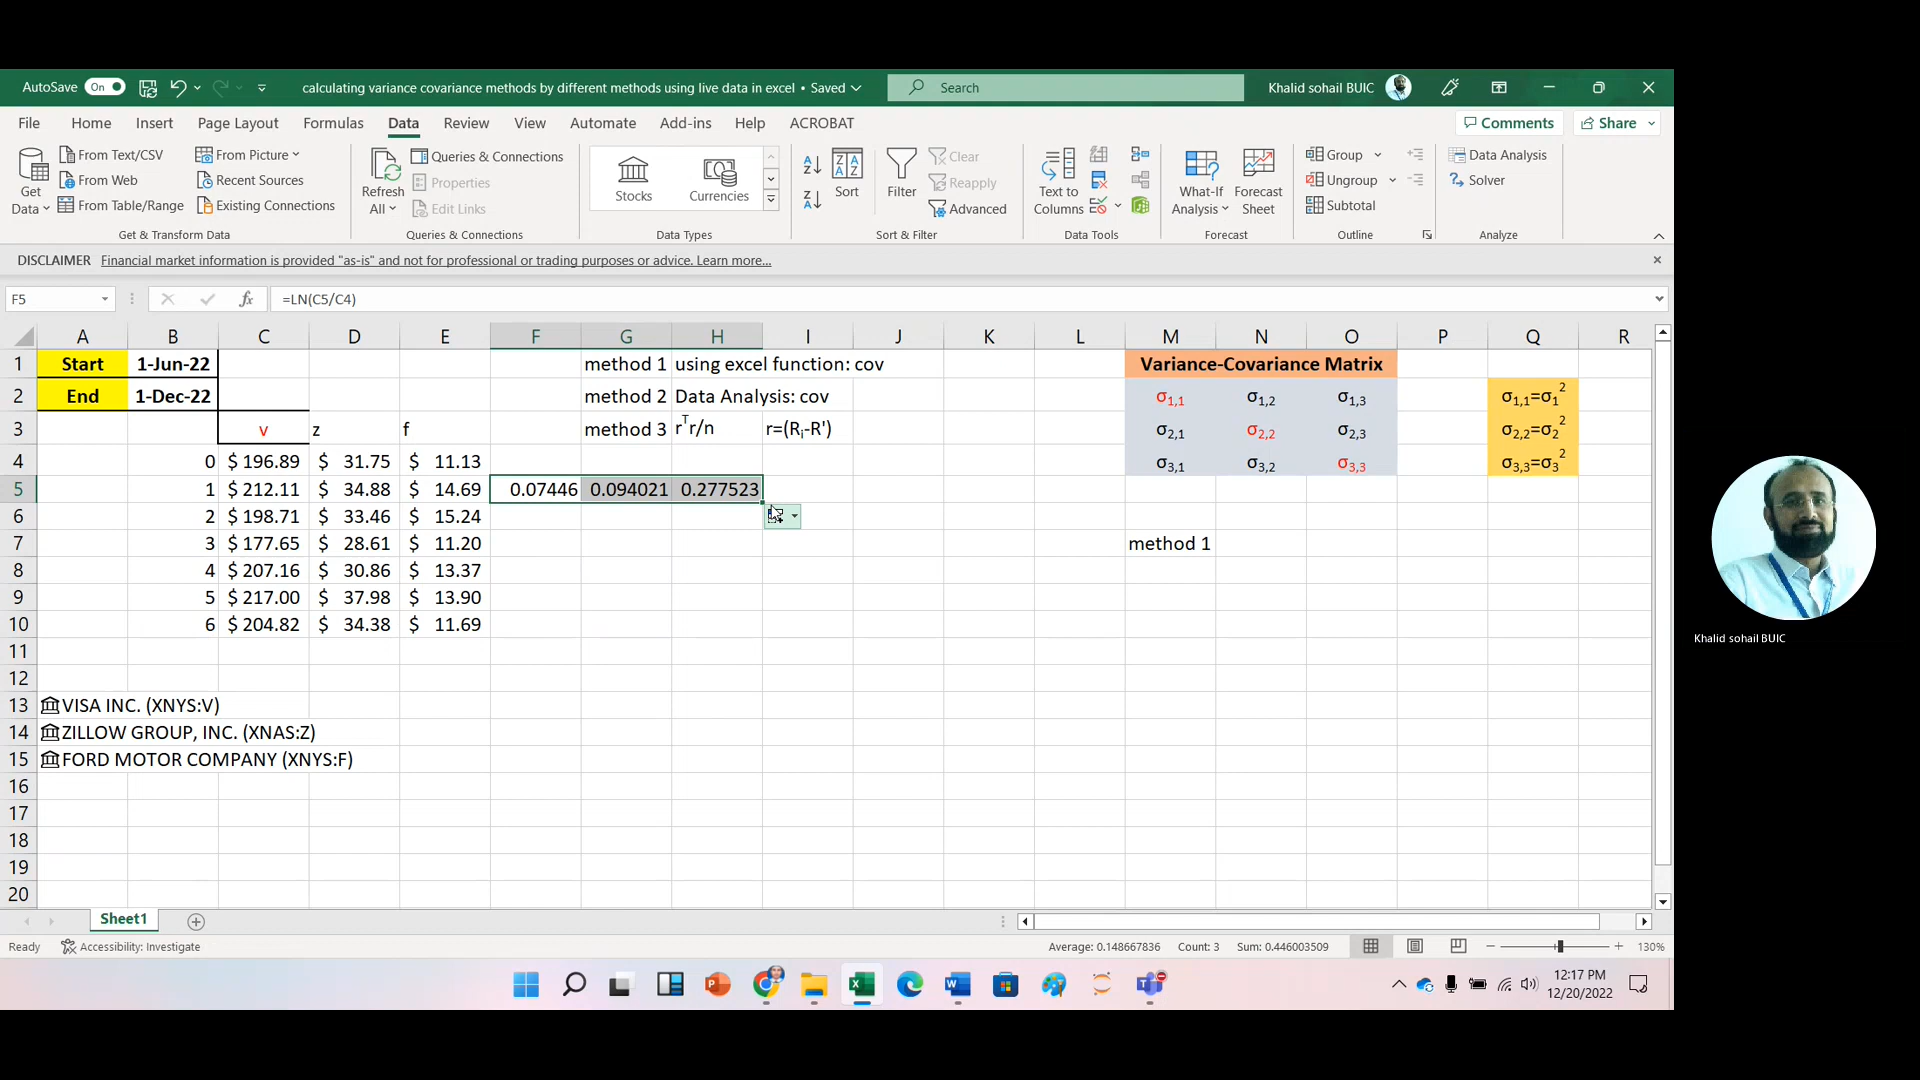 AutoSave On calculating variance covariance methods by different methods using live data in excel • Saved Search Khalid sohail BUIC
File Home Insert Page Layout Formulas Data Review View Automate Add-ins Power Help ACROBAT Comments Share
From Text/CSV From Picture Queries & Connections Clear Group Data Analysis
From Web Recent Sources Properties Reapply Ungroup Solver
From Table/Range Existing Connections Edit Links Advanced Subtotal
Get Data Refresh All Stocks Currencies Sort Filter Text to Columns What-If Analysis Forecast Sheet
Get & Transform Data Queries & Connections Data Types Sort & Filter Data Tools Forecast Outline Analyze
DISCLAIMER Financial market information is provided "as-is" and not for professional or trading purposes or advice. Learn more...
F5 fx =LN(C5/C4)
A B C D E F G H I J K L M N O P Q R
1 Start 1-Jun-22 method 1 using excel function: cov Variance-Covariance Matrix
2 End 1-Dec-22 method 2 Data Analysis: cov σ1,1 σ1,2 σ1,3 σ1,1=σ1²
3 v z f method 3 rᵀr/n r=(Ri-R') σ2,1 σ2,2 σ2,3 σ2,2=σ2²
4 0 $ 196.89 $ 31.75 $ 11.13 σ3,1 σ3,2 σ3,3 σ3,3=σ3²
5 1 $ 212.11 $ 34.88 $ 14.69 0.07446 0.094021 0.277523
6 2 $ 198.71 $ 33.46 $ 15.24
7 3 $ 177.65 $ 28.61 $ 11.20 method 1
8 4 $ 207.16 $ 30.86 $ 13.37
9 5 $ 217.00 $ 37.98 $ 13.90
10 6 $ 204.82 $ 34.38 $ 11.69
11
12
13 VISA INC. (XNYS:V)
14 ZILLOW GROUP, INC. (XNAS:Z)
15 FORD MOTOR COMPANY (XNYS:F)
16
17
18
19
20
Sheet1
Ready Accessibility: Investigate Average: 0.148667836 Count: 3 Sum: 0.446003509 130%
12:17 PM
12/20/2022
Khalid sohail BUIC